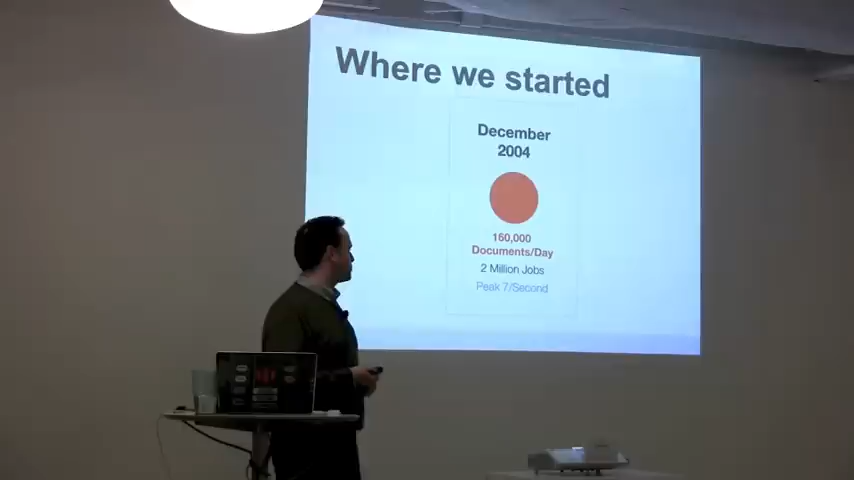 Where we started
December
2004
160,000
Documents/Day
2 Million Jobs
Peak 7/Second